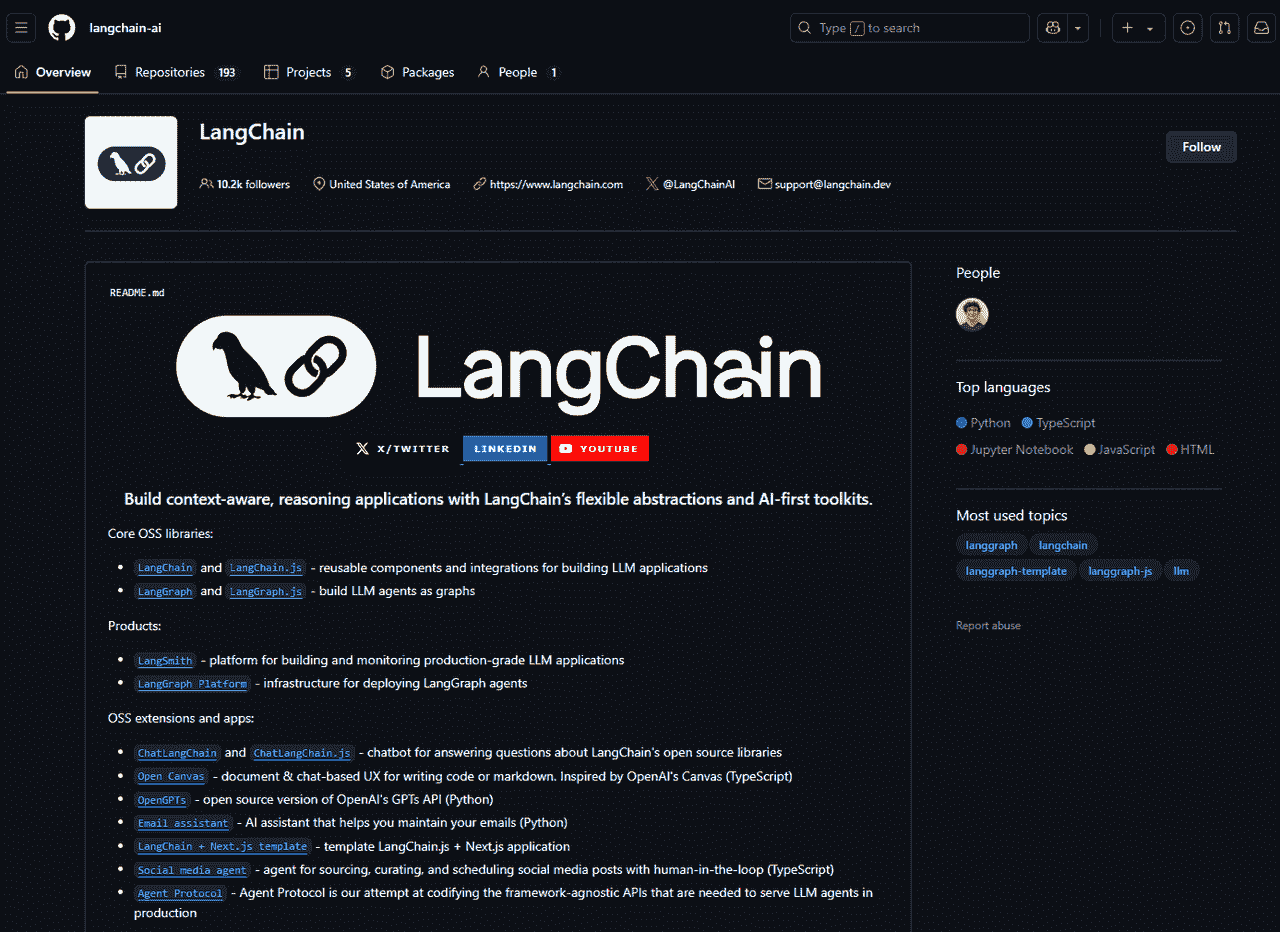 langchain-ai
Type / to search
Overview
Repositories 193
Projects 5
Packages
People 1
LangChain
Follow
10.2k followers
United States of America
https://www.langchain.com
@LangChainAI
support@langchain.dev
README.md
LangChain
X/TWITTER
LINKEDIN
YOUTUBE
Build context-aware, reasoning applications with LangChain’s flexible abstractions and AI-first toolkits.
Core OSS libraries:
• LangChain and LangChain.js - reusable components and integrations for building LLM applications
• LangGraph and LangGraph.js - build LLM agents as graphs
Products:
• LangSmith - platform for building and monitoring production-grade LLM applications
• LangGraph Platform - infrastructure for deploying LangGraph agents
OSS extensions and apps:
• ChatLangChain and ChatLangChain.js - chatbot for answering questions about LangChain's open source libraries
• Open Canvas - document & chat-based UX for writing code or markdown. Inspired by OpenAI's Canvas (TypeScript)
• OpenGPTs - open source version of OpenAI's GPTs API (Python)
• Email assistant - AI assistant that helps you maintain your emails (Python)
• LangChain + Next.js template - template LangChain.js + Next.js application
• Social media agent - agent for sourcing, curating, and scheduling social media posts with human-in-the-loop (TypeScript)
• Agent Protocol - Agent Protocol is our attempt at codifying the framework-agnostic APIs that are needed to serve LLM agents in
production
People
Top languages
Python TypeScript
Jupyter Notebook JavaScript HTML
Most used topics
langgraph langchain
langgraph-template langgraph-js llm
Report abuse